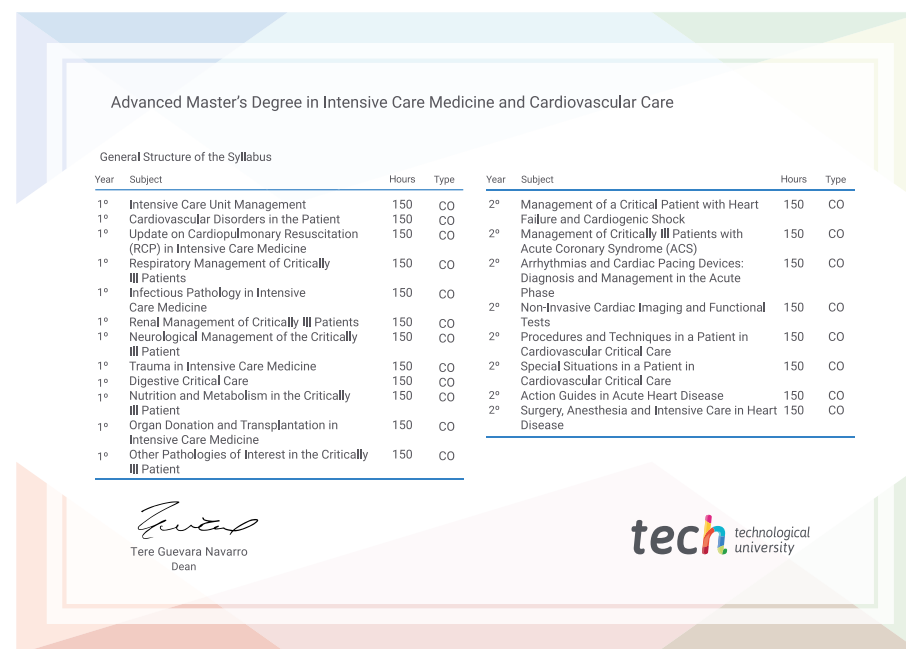 Advanced Master's Degree in Intensive Care Medicine and Cardiovascular Care
General Structure of the Syllabus
Year Subject Hours Type
1º Intensive Care Unit Management 150 CO
1º Cardiovascular Disorders in the Patient 150 CO
1º Update on Cardiopulmonary Resuscitation 150 CO
(RCP) in Intensive Care Medicine
1º Respiratory Management of Critically 150 CO
Ill Patients
1º Infectious Pathology in Intensive 150 CO
Care Medicine
1º Renal Management of Critically Ill Patients 150 CO
1º Neurological Management of the Critically 150 CO
Ill Patient
1º Trauma in Intensive Care Medicine 150 CO
1º Digestive Critical Care 150 CO
1º Nutrition and Metabolism in the Critically 150 CO
Ill Patient
1º Organ Donation and Transplantation in 150 CO
Intensive Care Medicine
1º Other Pathologies of Interest in the Critically 150 CO
Ill Patient
Year Subject Hours Type
2º Management of a Critical Patient with Heart 150 CO
Failure and Cardiogenic Shock
2º Management of Critically Ill Patients with 150 CO
Acute Coronary Syndrome (ACS)
2º Arrhythmias and Cardiac Pacing Devices: 150 CO
Diagnosis and Management in the Acute
Phase
2º Non-Invasive Cardiac Imaging and Functional 150 CO
Tests
2º Procedures and Techniques in a Patient in 150 CO
Cardiovascular Critical Care
2º Special Situations in a Patient in 150 CO
Cardiovascular Critical Care
2º Action Guides in Acute Heart Disease 150 CO
2º Surgery, Anesthesia and Intensive Care in Heart 150 CO
Disease
Tere Guevara Navarro
Dean
tech technological
university